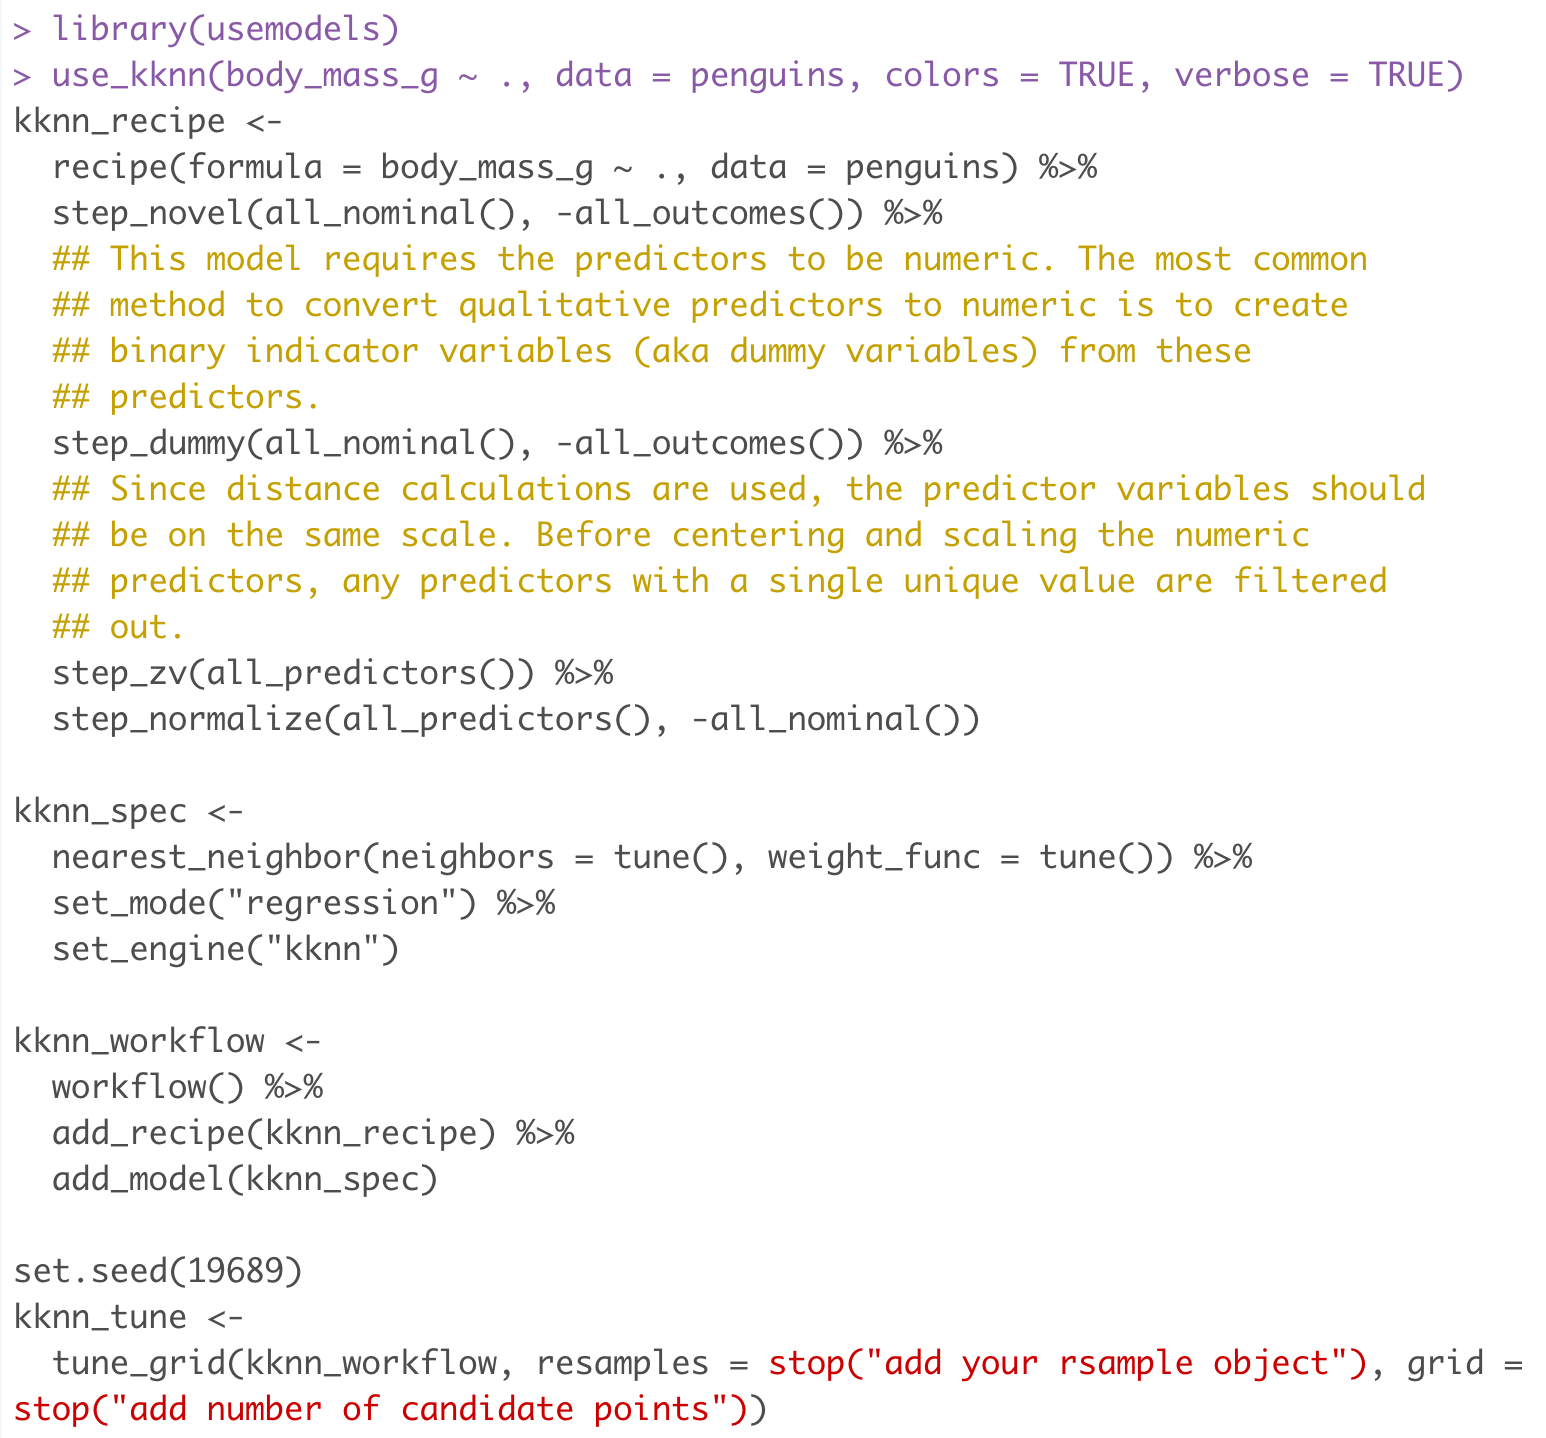 > library(usemodels)
> use_kknn(body_mass_g ~ ., data = penguins, colors = TRUE, verbose = TRUE)
kknn_recipe <-
  recipe(formula = body_mass_g ~ ., data = penguins) %>%
  step_novel(all_nominal(), -all_outcomes()) %>%
  ## This model requires the predictors to be numeric. The most common
  ## method to convert qualitative predictors to numeric is to create
  ## binary indicator variables (aka dummy variables) from these
  ## predictors.
  step_dummy(all_nominal(), -all_outcomes()) %>%
  ## Since distance calculations are used, the predictor variables should
  ## be on the same scale. Before centering and scaling the numeric
  ## predictors, any predictors with a single unique value are filtered
  ## out.
  step_zv(all_predictors()) %>%
  step_normalize(all_predictors(), -all_nominal())

kknn_spec <-
  nearest_neighbor(neighbors = tune(), weight_func = tune()) %>%
  set_mode("regression") %>%
  set_engine("kknn")

kknn_workflow <-
  workflow() %>%
  add_recipe(kknn_recipe) %>%
  add_model(kknn_spec)

set.seed(19689)
kknn_tune <-
  tune_grid(kknn_workflow, resamples = stop("add your rsample object"), grid =
stop("add number of candidate points"))